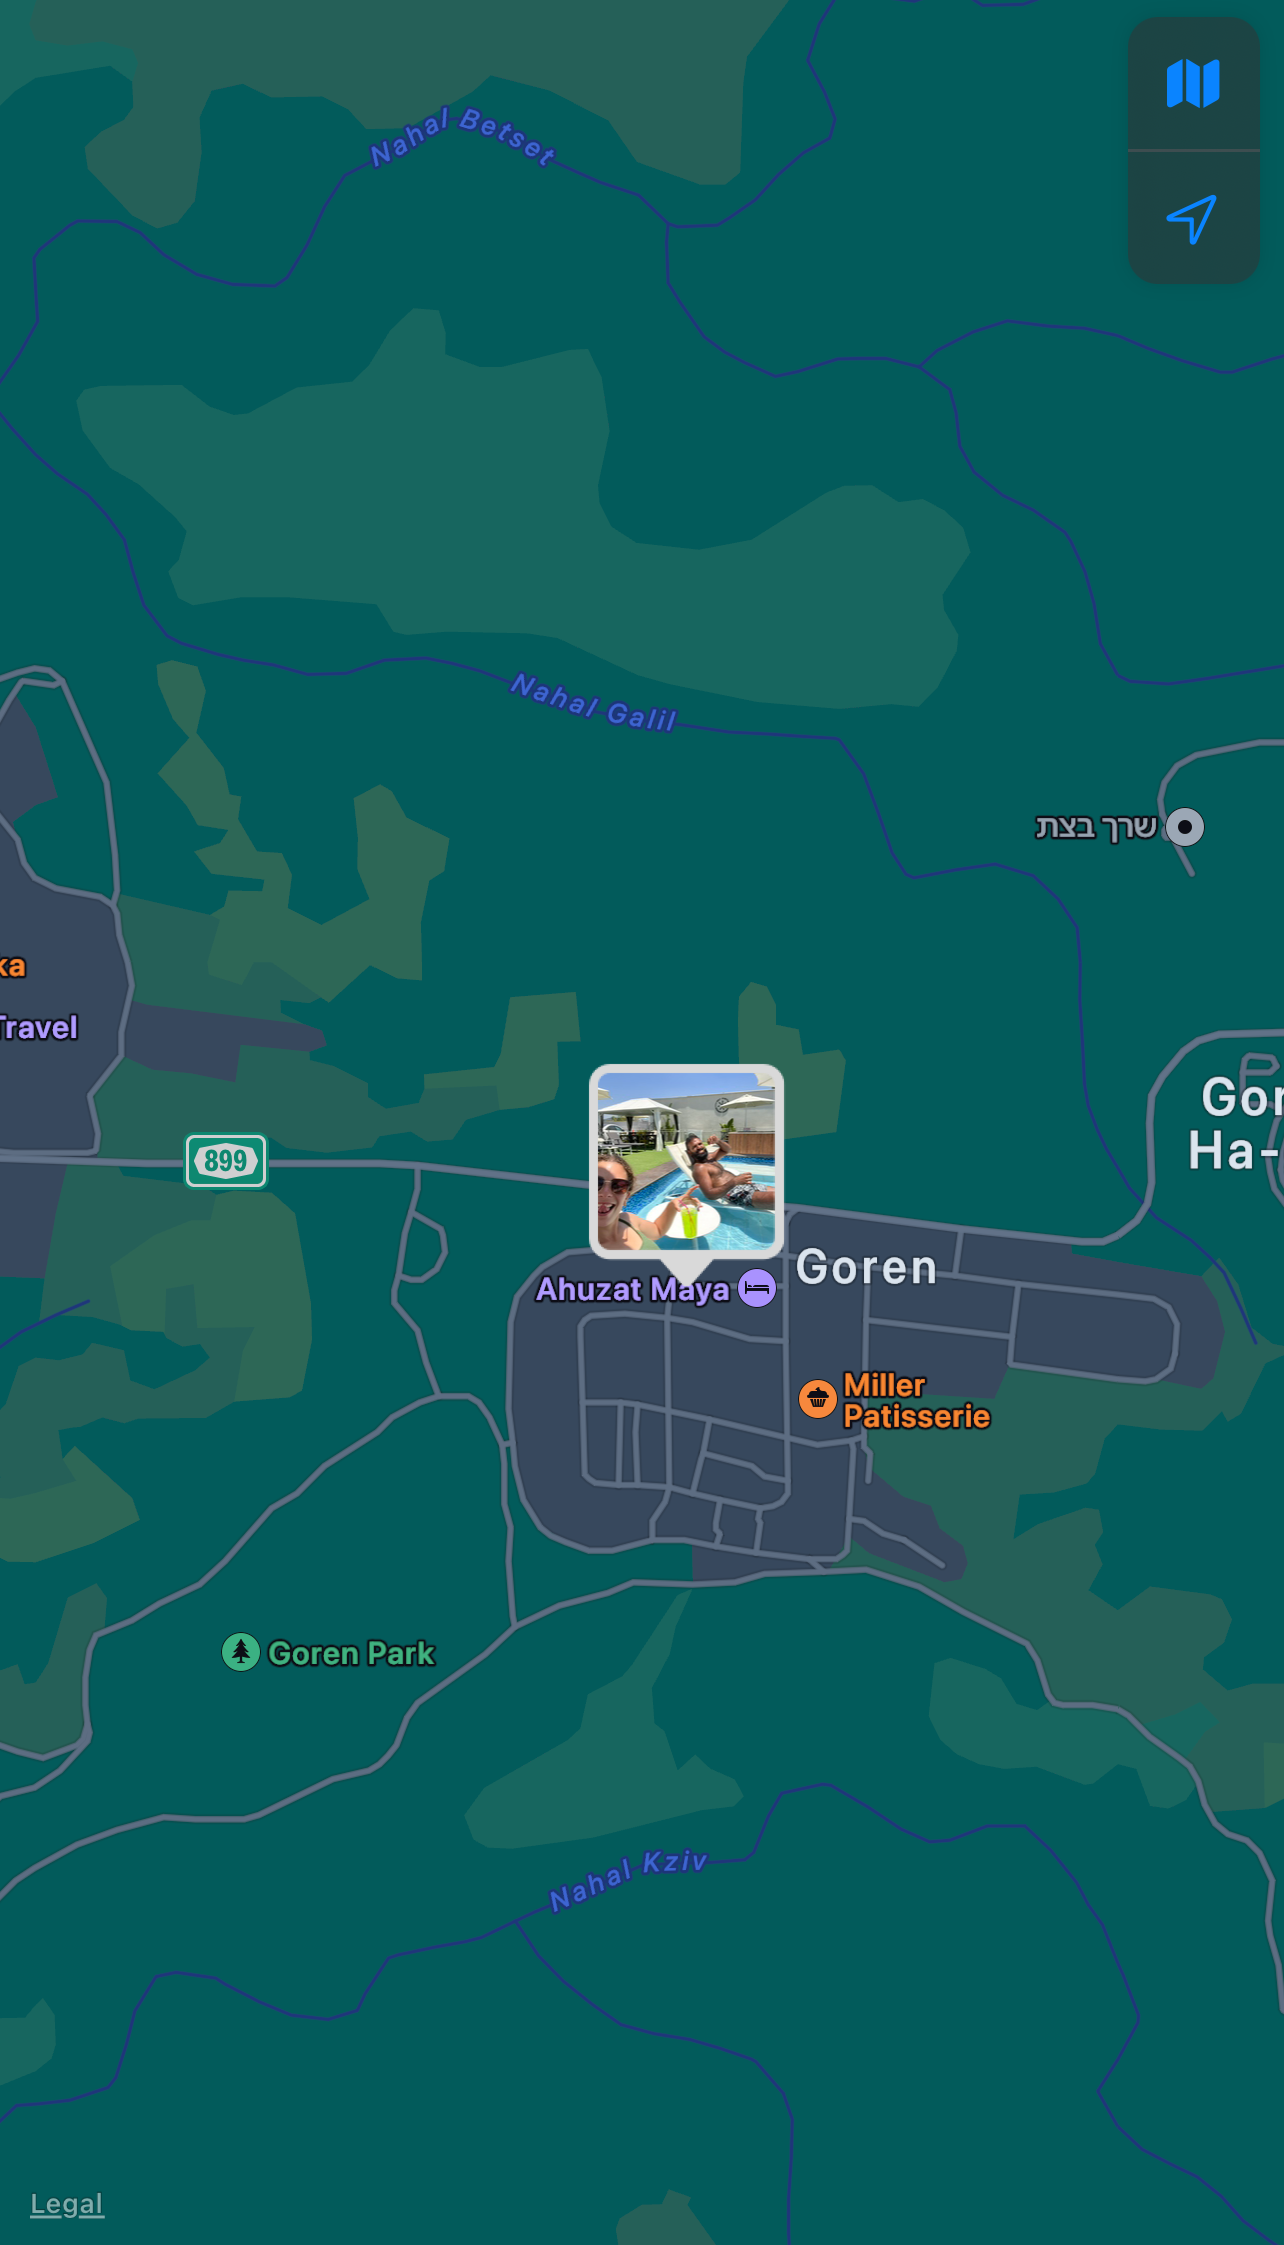 Nahal Betset
Nahal Galil
שרך בצת
ka
Travel
899
Gor
Ha-
Goren
Ahuzat Maya
Miller
Patisserie
Goren Park
Nahal Kziv
Legal